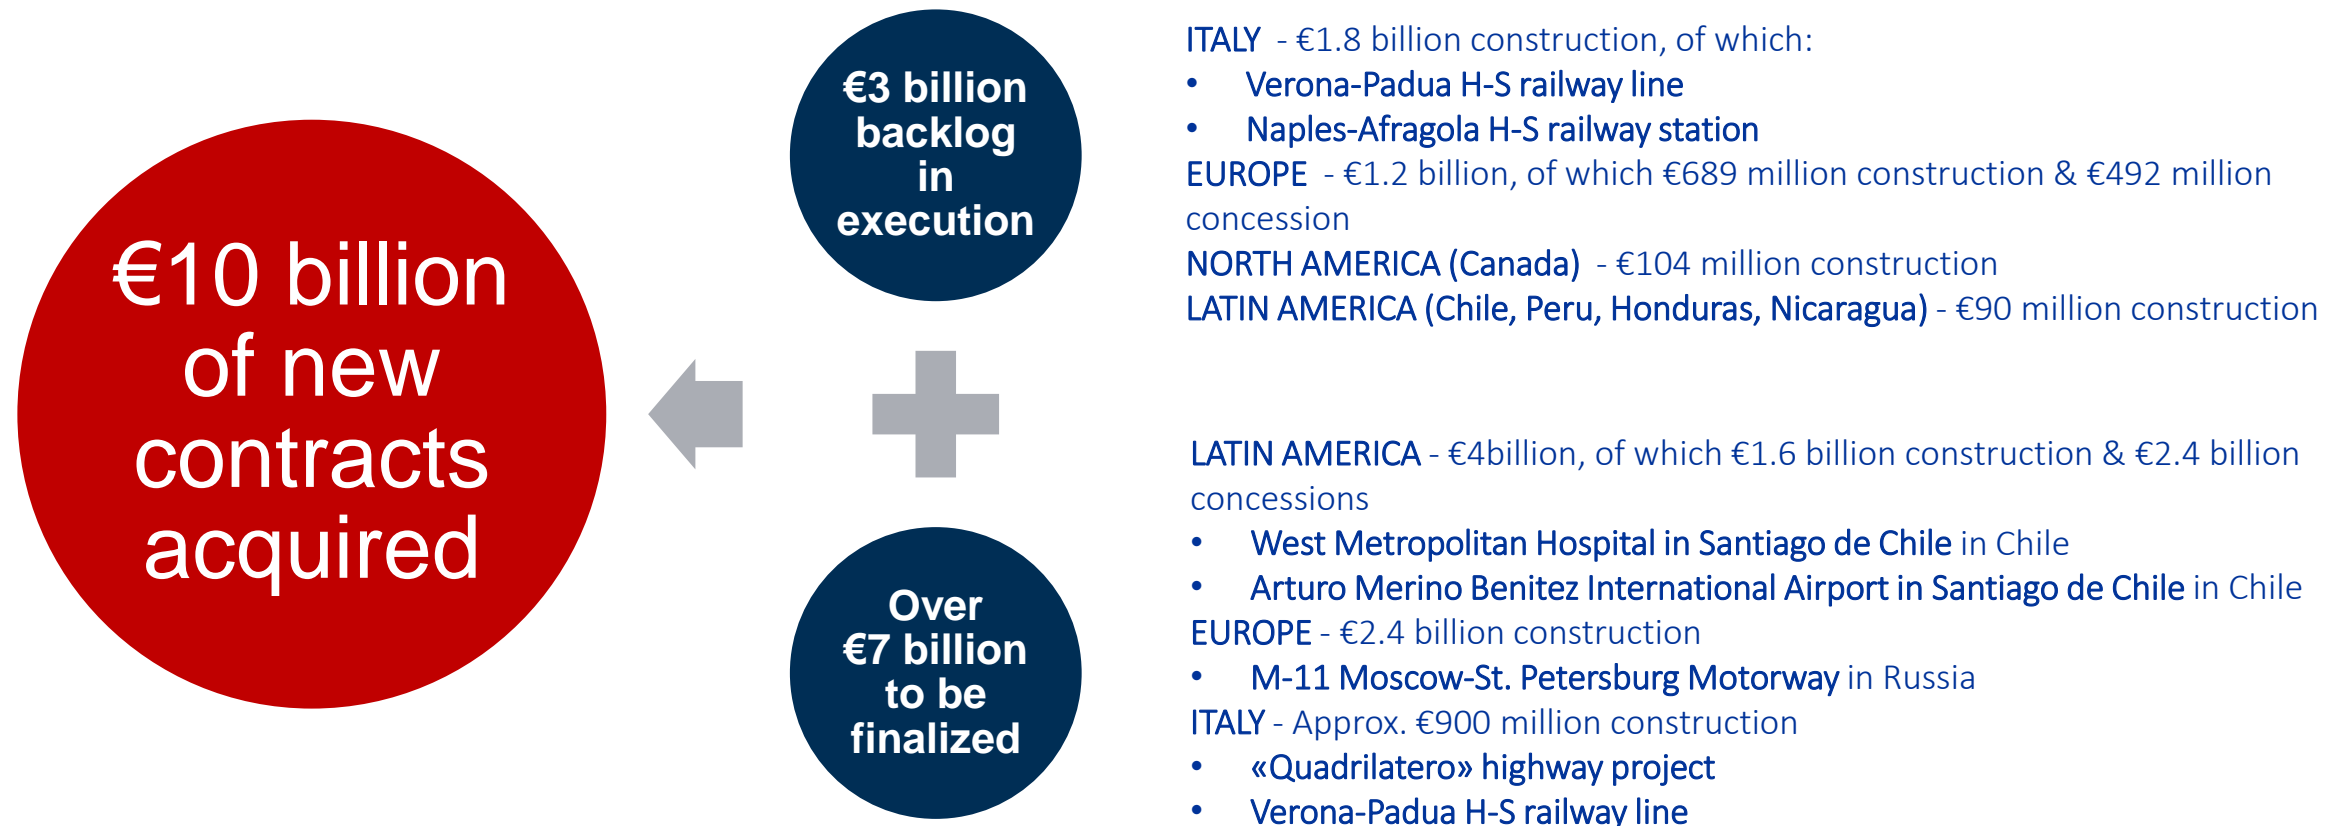 €10 billion
of new
contracts
acquired
€3 billion
backlog
in
execution
Over
€7 billion
to be
finalized
ITALY - €1.8 billion construction, of which:
• Verona-Padua H-S railway line
• Naples-Afragola H-S railway station
EUROPE - €1.2 billion, of which €689 million construction & €492 million
concession
NORTH AMERICA (Canada) - €104 million construction
LATIN AMERICA (Chile, Peru, Honduras, Nicaragua) - €90 million construction
LATIN AMERICA - €4billion, of which €1.6 billion construction & €2.4 billion
concessions
• West Metropolitan Hospital in Santiago de Chile in Chile
• Arturo Merino Benitez International Airport in Santiago de Chile in Chile
EUROPE - €2.4 billion construction
• M-11 Moscow-St. Petersburg Motorway in Russia
ITALY - Approx. €900 million construction
• «Quadrilatero» highway project
• Verona-Padua H-S railway line